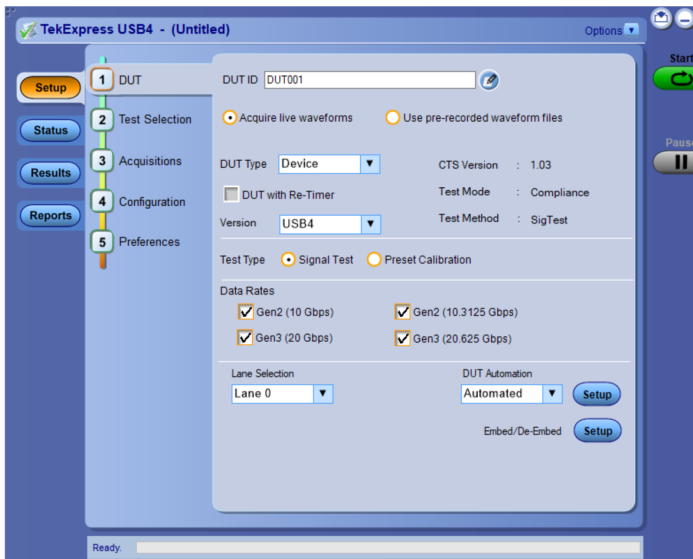 TekExpress USB4 - (Untitled)
Options
Start
Pause
Setup
Status
Results
Reports
1 DUT
2 Test Selection
3 Acquisitions
4 Configuration
5 Preferences
DUT ID DUT001
Acquire live waveforms Use pre-recorded waveform files
DUT Type Device CTS Version : 1.03
DUT with Re-Timer Test Mode : Compliance
Version USB4 Test Method : SigTest
Test Type Signal Test Preset Calibration
Data Rates
Gen2 (10 Gbps) Gen2 (10.3125 Gbps)
Gen3 (20 Gbps) Gen3 (20.625 Gbps)
Lane Selection DUT Automation
Lane 0 Automated Setup
Embed/De-Embed Setup
Ready.